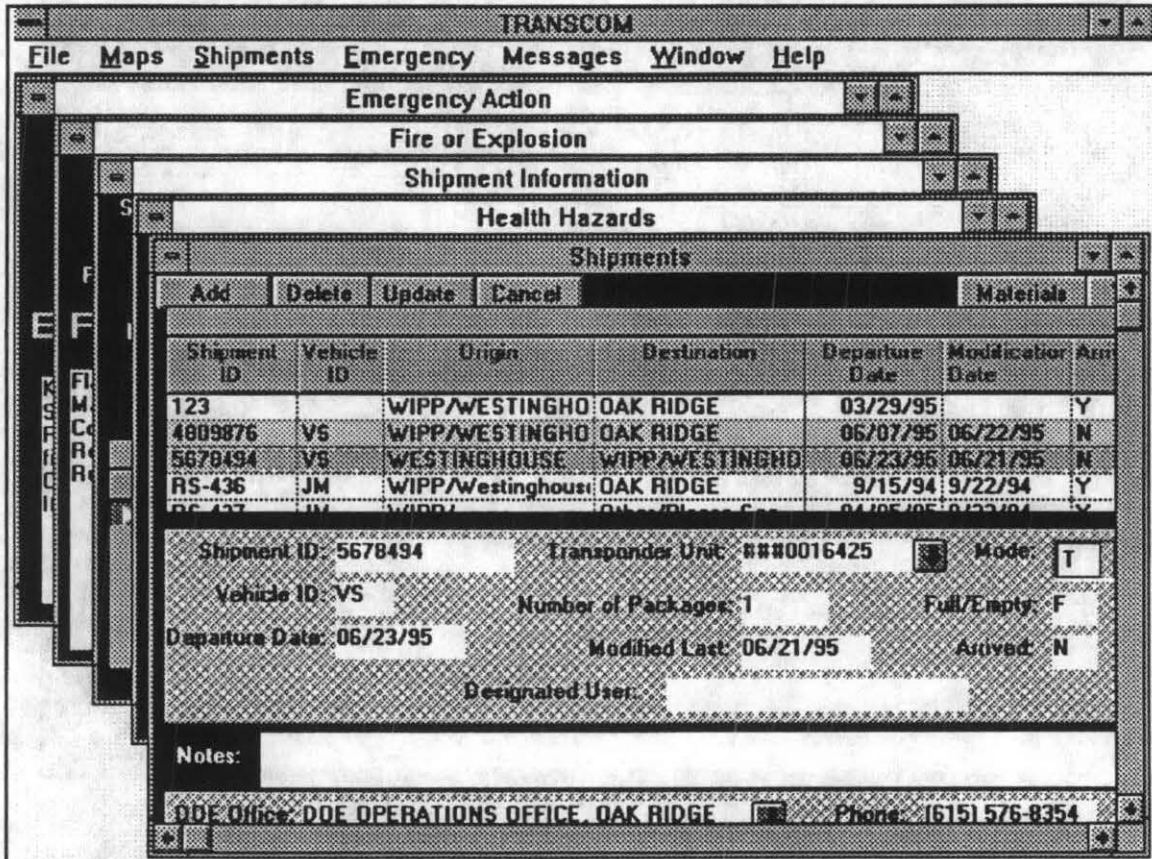 TRANSCOM
File Maps Shipments Emergency Messages Window Help
Emergency Action
Fire or Explosion
Shipment Information
Health Hazards
Shipments
Add Delete Update Cancel Materials
Shipment ID Vehicle ID Origin Destination Departure Date Modification Date Arri
123 WIPP/WESTINGHO OAK RIDGE 03/29/95 Y
4809876 VS WIPP/WESTINGHO OAK RIDGE 06/07/95 06/22/95 N
5678494 VS WESTINGHOUSE WIPP/WESTINGHO 06/23/95 06/21/95 N
RS-436 JM WIPP/Westinghouse OAK RIDGE 9/15/94 9/22/94 Y
Shipment ID: 5678494 Transponder Unit: ###0016425 Mode: T
Vehicle ID: VS Number of Packages: 1 Full/Empty: F
Departure Date: 06/23/95 Modified Last: 06/21/95 Arrived: N
Designated User:
Notes:
DOE Office: DOE OPERATIONS OFFICE, OAK RIDGE Phone: (615) 576-8354